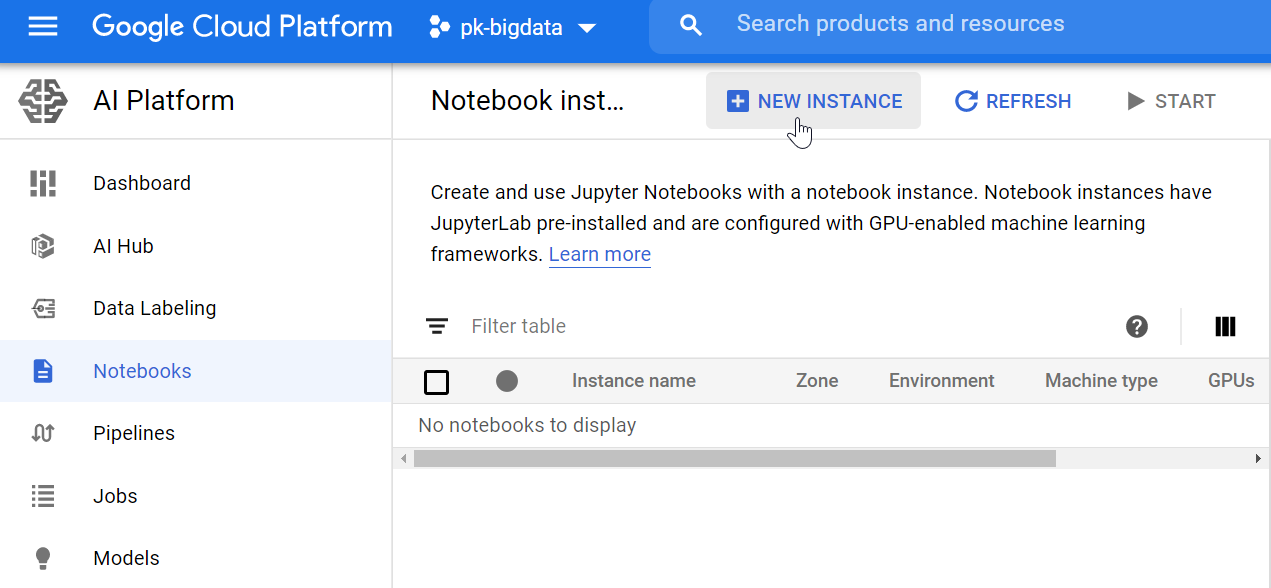 Google Cloud Platform
pk-bigdata
Search products and resources
AI Platform
Notebook inst...
NEW INSTANCE
REFRESH
START
Dashboard
AI Hub
Data Labeling
Notebooks
Pipelines
Jobs
Models
Create and use Jupyter Notebooks with a notebook instance. Notebook instances have
JupyterLab pre-installed and are configured with GPU-enabled machine learning
frameworks. Learn more
Filter table
Instance name Zone Environment Machine type GPUs
No notebooks to display